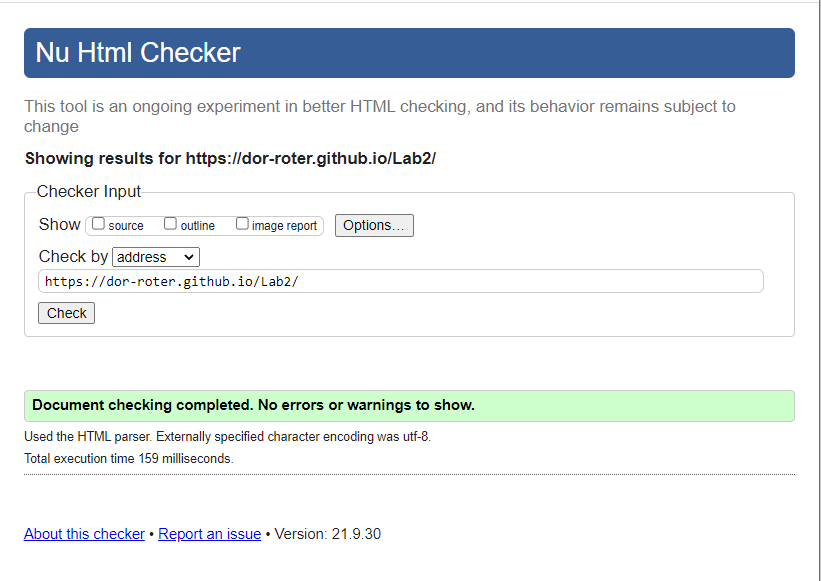 Nu Html Checker
This tool is an ongoing experiment in better HTML checking, and its behavior remains subject to
change
Showing results for https://dor-roter.github.io/Lab2/
Checker Input
Show source outline image report Options...
Check by address
https://dor-roter.github.io/Lab2/
Check
Document checking completed. No errors or warnings to show.
Used the HTML parser. Externally specified character encoding was utf-8.
Total execution time 159 milliseconds.
About this checker • Report an issue • Version: 21.9.30